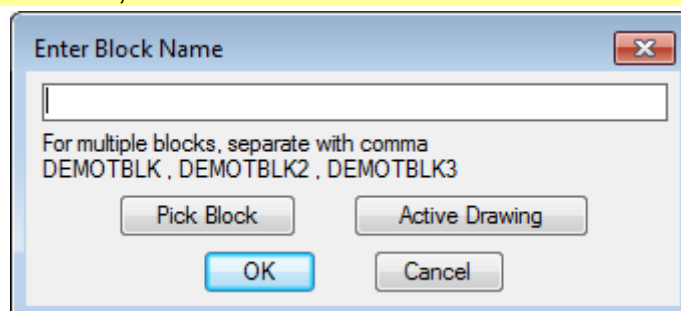 Enter Block Name
For multiple blocks, separate with comma
DEMOTBLK , DEMOTBLK2 , DEMOTBLK3
Pick Block Active Drawing
OK Cancel